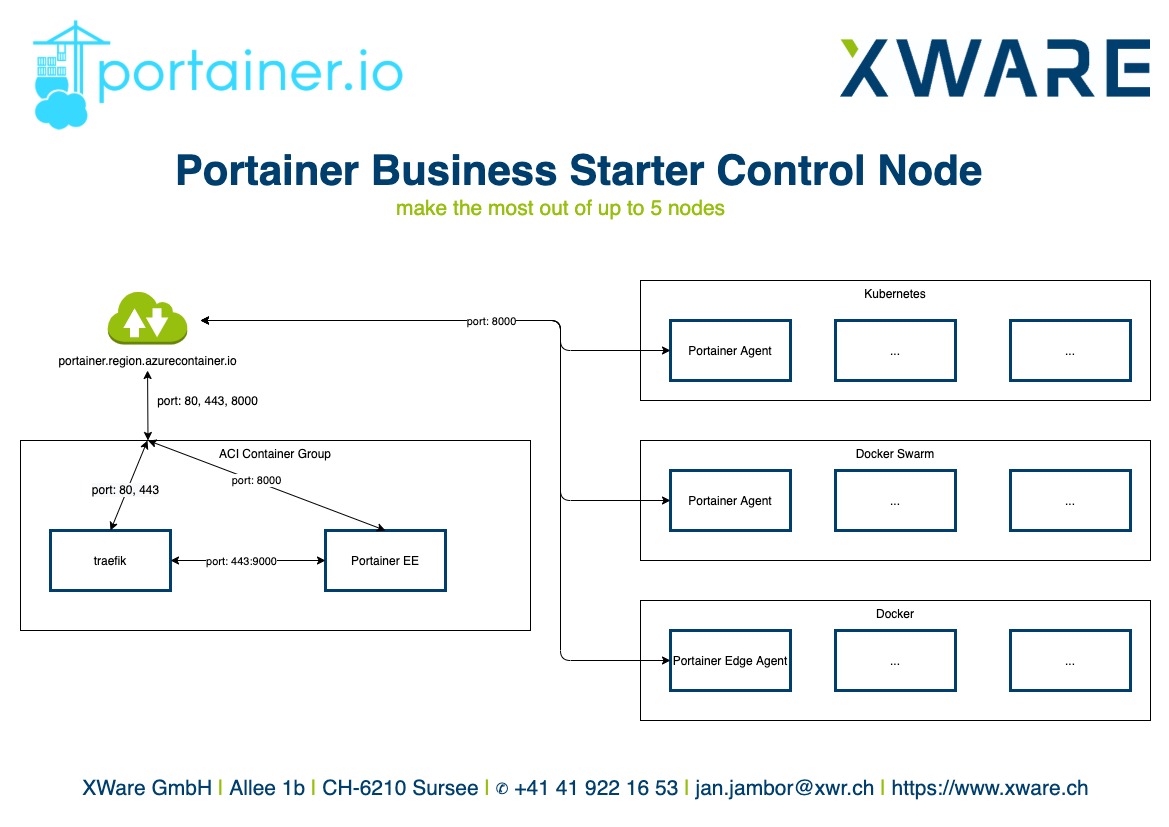 portainer.io
XWARE
Portainer Business Starter Control Node
make the most out of up to 5 nodes
portainer.region.azurecontainer.io
port: 8000
port: 80, 443, 8000
ACI Container Group
port: 8000
port: 80, 443
traefik
port: 443:9000
Portainer EE
Kubernetes
Portainer Agent
...
...
Docker Swarm
Portainer Agent
...
...
Docker
Portainer Edge Agent
...
...
XWare GmbH | Allee 1b | CH-6210 Sursee | ✆ +41 41 922 16 53 | jan.jambor@xwr.ch | https://www.xware.ch